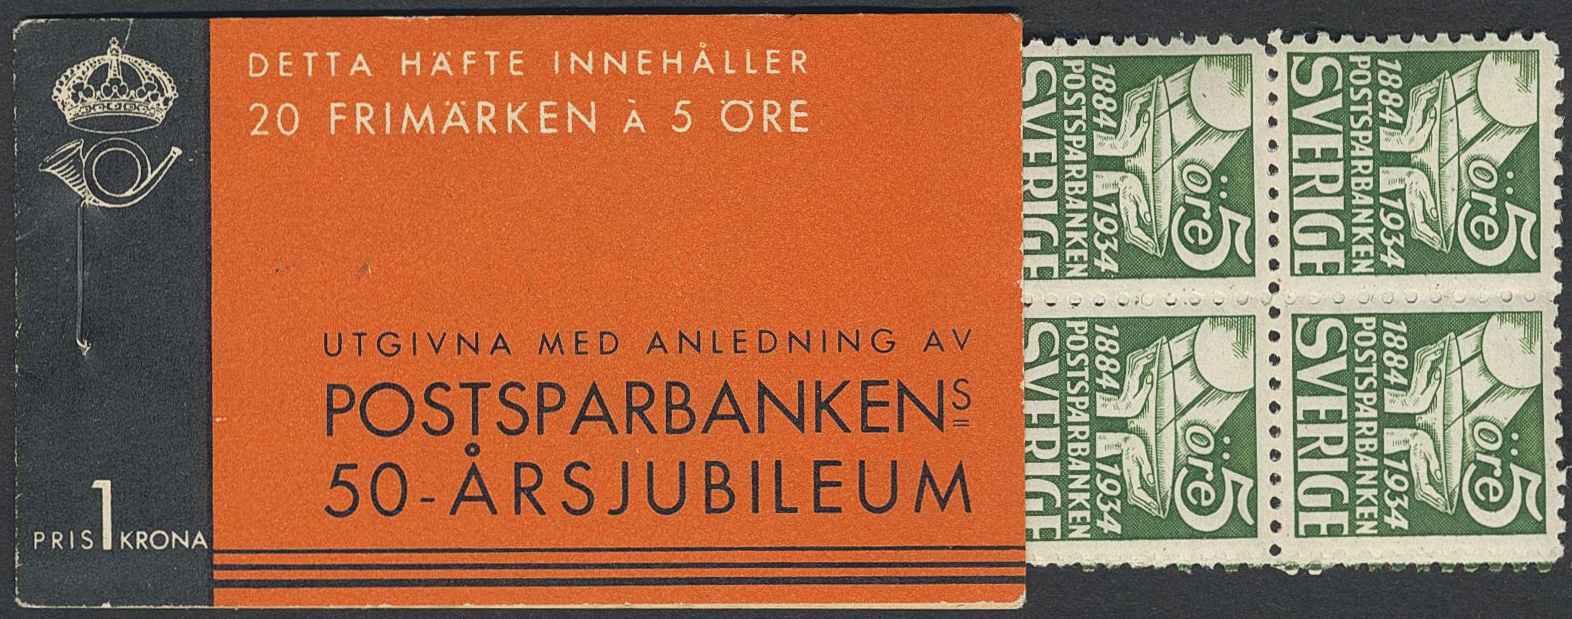 DETTA HÄFTE INNEHÅLLER
20 FRIMÄRKEN À 5 ÖRE
UTGIVNA MED ANLEDNING AV
POSTSPARBANKENS
50-ÅRSJUBILEUM
PRIS 1 KRONA
SVERIGE
POSTSPARBANKEN
1884 1934
öre 5
SVERIGE
POSTSPARBANKEN
1884 1934
öre 5
SVERIGE
POSTSPARBANKEN
1884 1934
öre 5
SVERIGE
POSTSPARBANKEN
1884 1934
öre 5